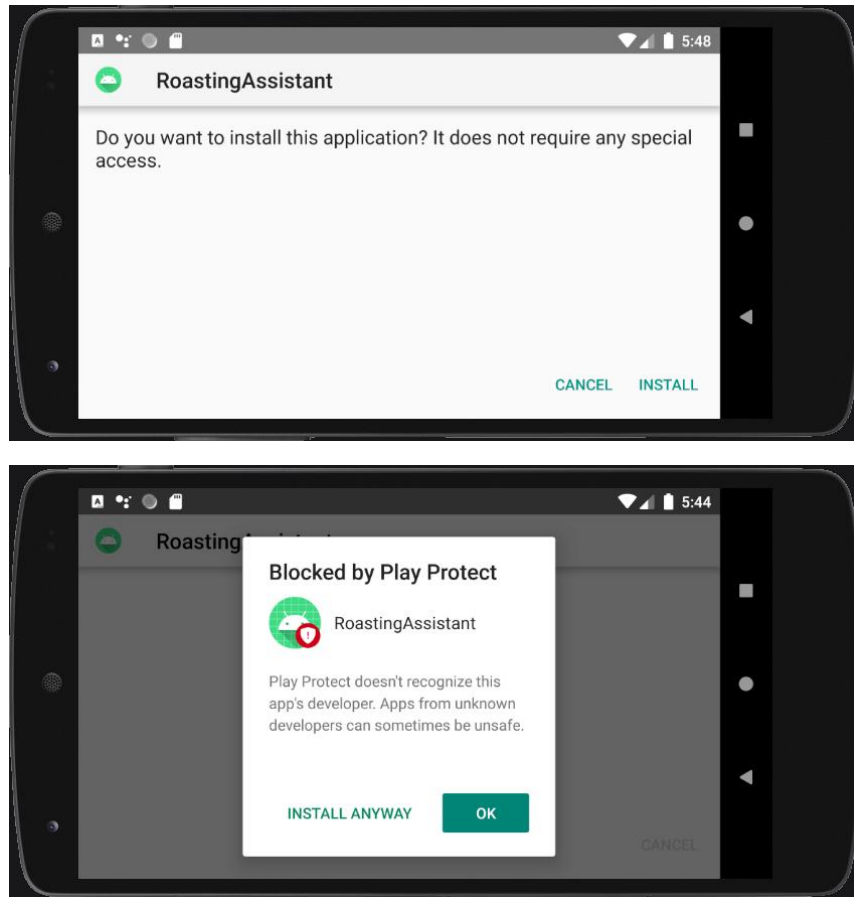 5:48
RoastingAssistant
Do you want to install this application? It does not require any special
access.
CANCEL INSTALL
5:44
Roasting
Blocked by Play Protect
RoastingAssistant
Play Protect doesn't recognize this
app's developer. Apps from unknown
developers can sometimes be unsafe.
INSTALL ANYWAY OK
CANCEL